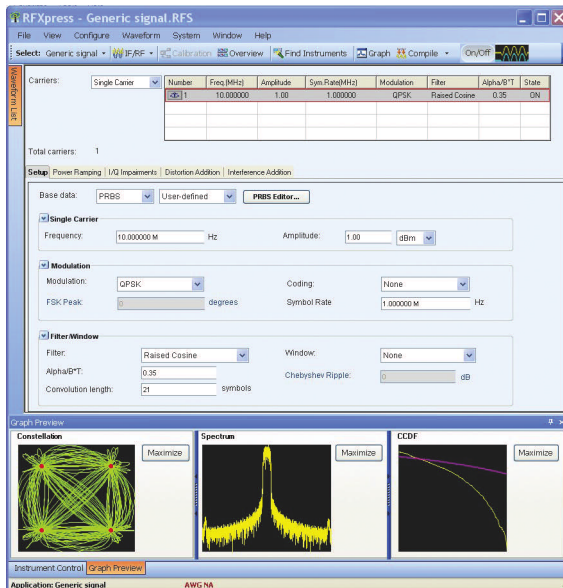 RFXpress - Generic signal.RFS
File View Configure Waveform System Window Help
Select: Generic signal IF/RF Calibration Overview Find Instruments Graph Compile On/Off
Waveform List
Carriers: Single Carrier
Number Freq.(MHz) Amplitude Sym.Rate(MHz) Modulation Filter Alpha/B*T State
1 10.000000 1.00 1.000000 QPSK Raised Cosine 0.35 ON
Total carriers: 1
Setup Power Ramping I/Q Impairments Distortion Addition Interference Addition
Base data: PRBS User-defined PRBS Editor...
Single Carrier
Frequency: 10.000000 M Hz Amplitude: 1.00 dBm
Modulation
Modulation: QPSK Coding: None
FSK Peak: 0 degrees Symbol Rate 1.000000 M Hz
Filter/Window
Filter: Raised Cosine Window: None
Alpha/B*T: 0.35 Chebyshev Ripple: 0 dB
Convolution length: 21 symbols
Graph Preview
Constellation Maximize Spectrum Maximize CCDF Maximize
Instrument Control Graph Preview
Application: Generic signal AWG NA